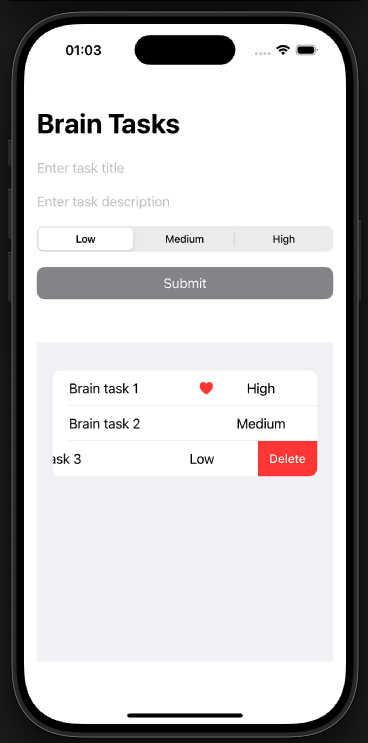 01:03
Brain Tasks
Enter task title
Enter task description
Low Medium High
Submit
Brain task 1 High
Brain task 2 Medium
ask 3 Low Delete